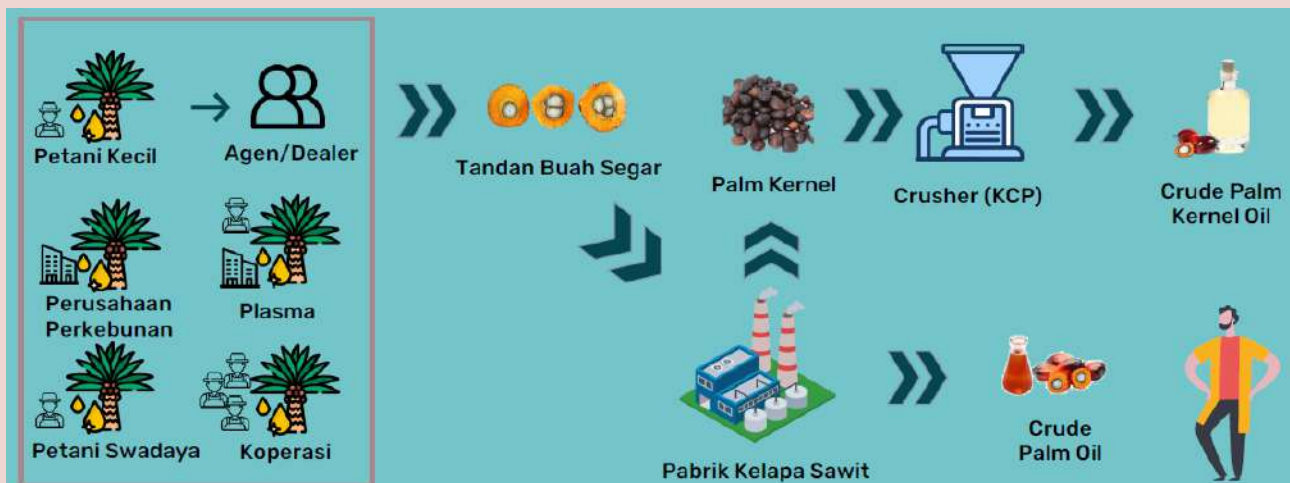 Petani Kecil
Agen/Dealer
Perusahaan
Perkebunan
Plasma
Petani Swadaya
Koperasi
Tandan Buah Segar
Palm Kernel
Crusher (KCP)
Crude Palm
Kernel Oil
Pabrik Kelapa Sawit
Crude
Palm Oil